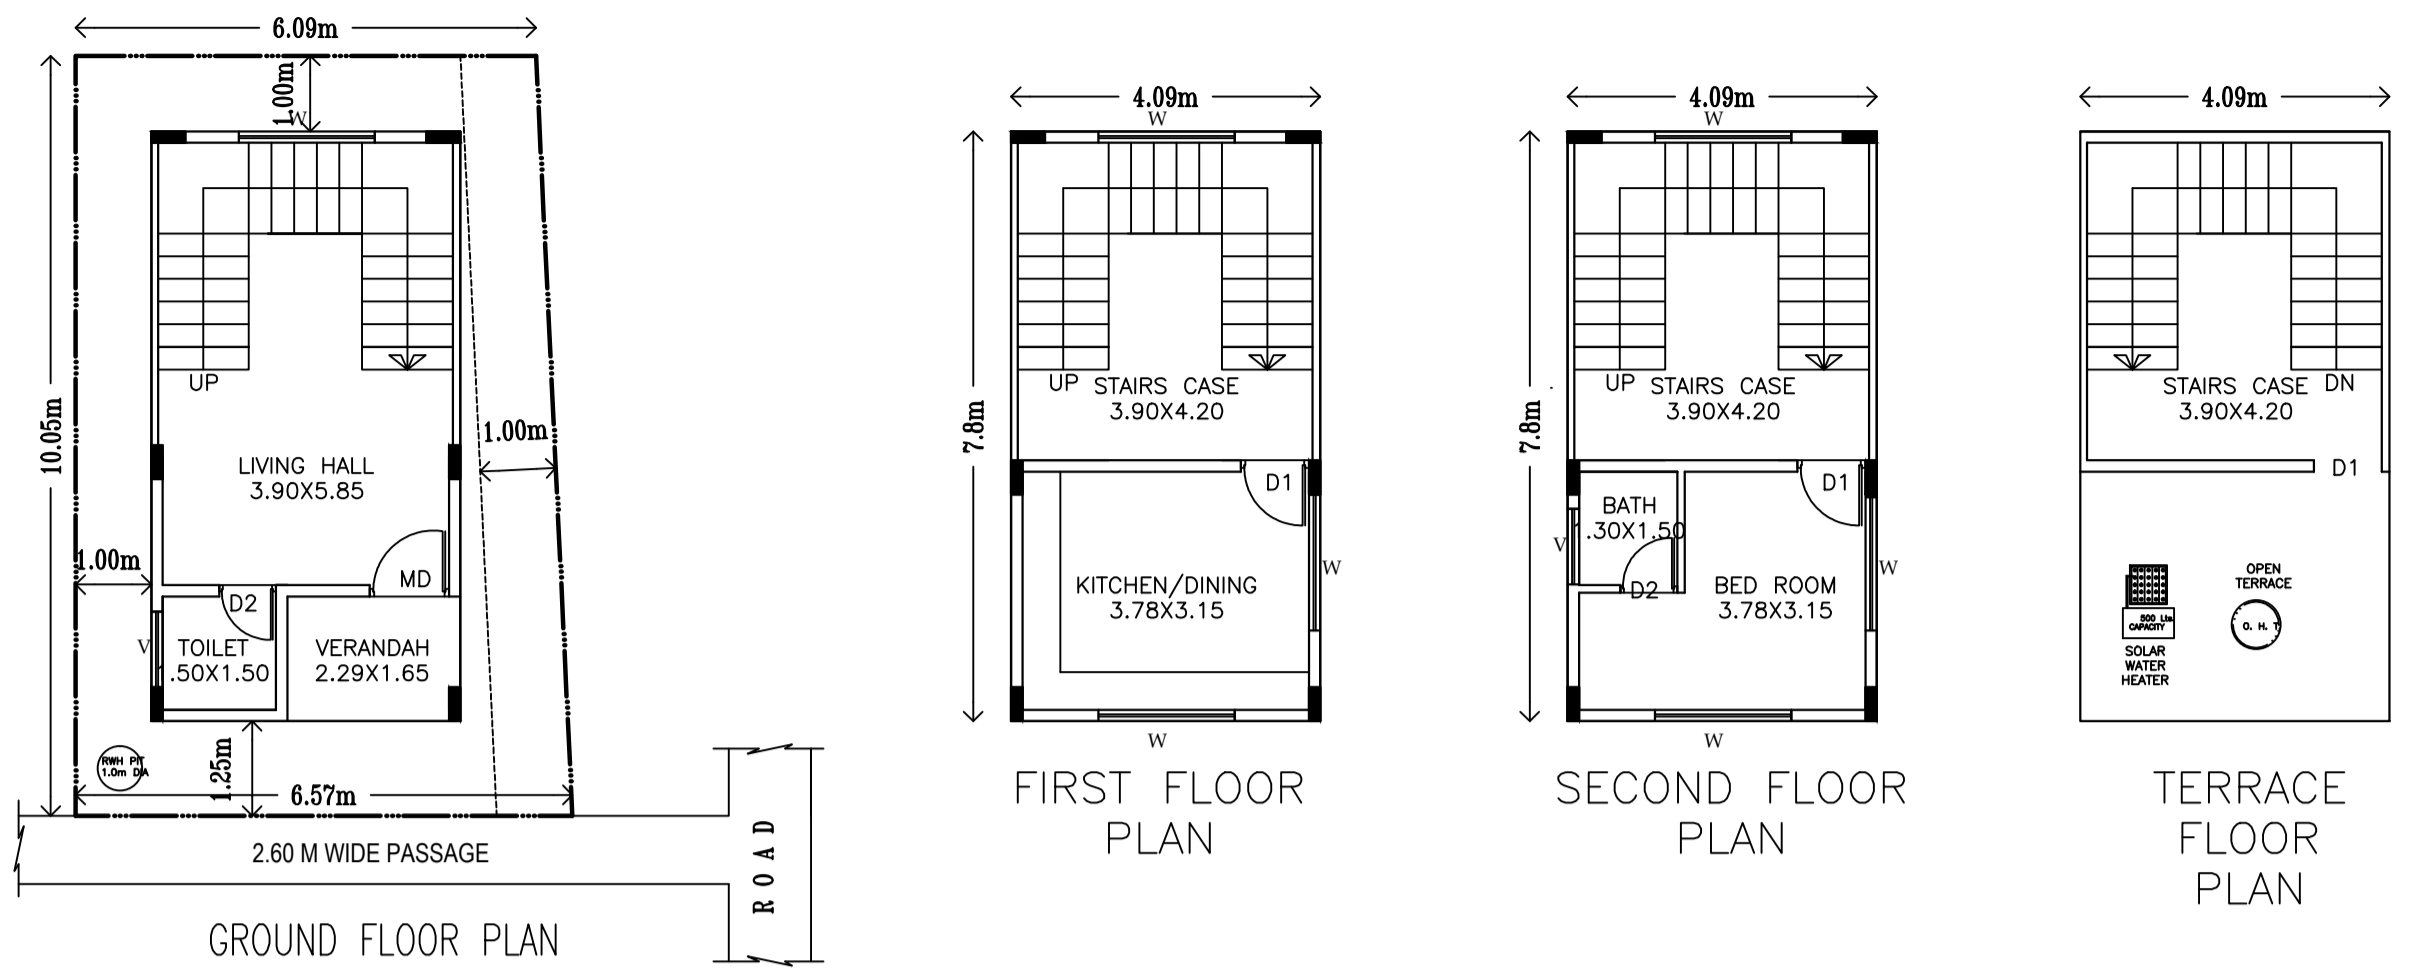 6.09m
1.00m
W
10.05m
UP
LIVING HALL
3.90X5.85
1.00m
1.00m
MD
D2
V
TOILET
.50X1.50
VERANDAH
2.29X1.65
RWH PIT
1.0m DIA
1.25m
6.57m
2.60 M WIDE PASSAGE
ROAD
GROUND FLOOR PLAN
4.09m
W
7.8m
UP
STAIRS CASE
3.90X4.20
D1
KITCHEN/DINING
3.78X3.15
W
W
FIRST FLOOR
PLAN
4.09m
W
7.8m
UP
STAIRS CASE
3.90X4.20
D1
BATH
.30X1.50
V
D2
BED ROOM
3.78X3.15
W
W
SECOND FLOOR
PLAN
4.09m
STAIRS CASE
3.90X4.20
DN
D1
500 Lts.
CAPACITY
SOLAR
WATER
HEATER
OPEN
TERRACE
O. H. T
TERRACE
FLOOR
PLAN